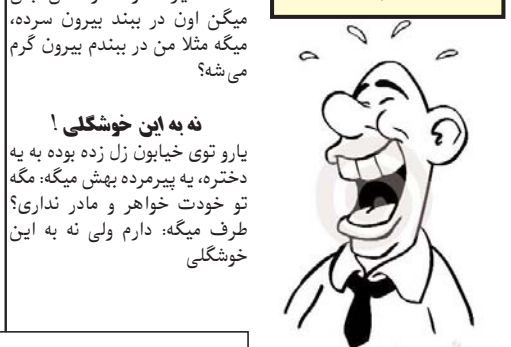 میگن اون در ببند بیرون سرده،
میگه مثلا من در ببندم بیرون گرم
می‌شه؟
نه به این خوشگلی !
یارو توی خیابون زل زده بوده به یه
دختره، یه پیرمرده بهش میگه: مگه
تو خودت خواهر و مادر نداری؟
طرف میگه: دارم ولی نه به این
خوشگلی